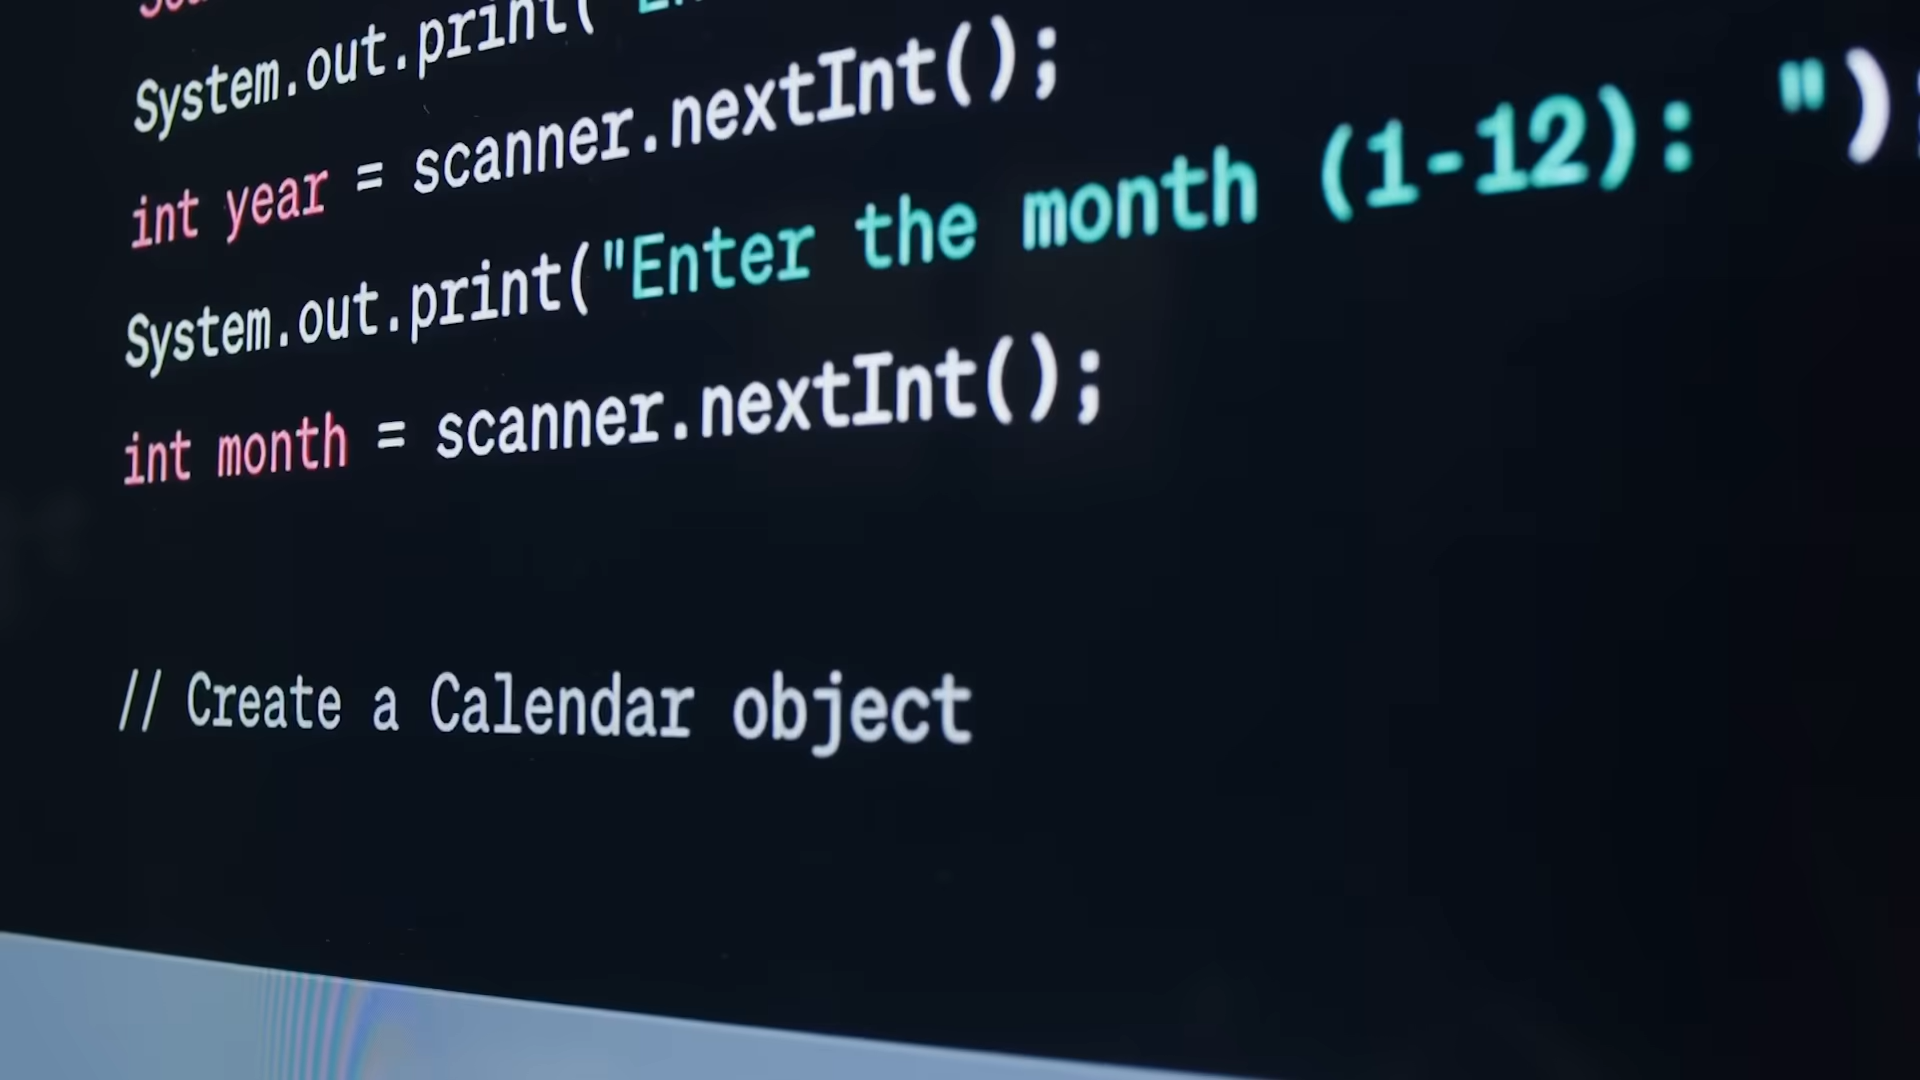 System.out.print(
int year = scanner.nextInt();
System.out.print("Enter the month (1-12): ");
int month = scanner.nextInt();
// Create a Calendar object